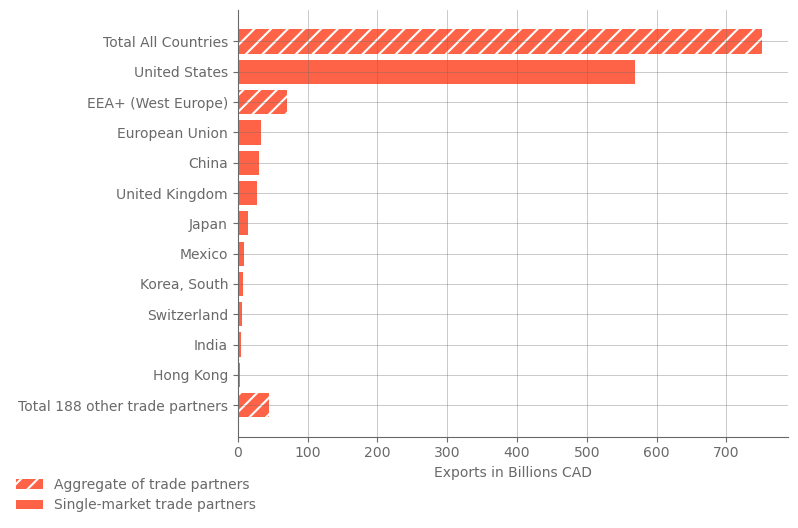 Total All Countries
United States
EEA+ (West Europe)
European Union
China
United Kingdom
Japan
Mexico
Korea, South
Switzerland
India
Hong Kong
Total 188 other trade partners
0 100 200 300 400 500 600 700
Exports in Billions CAD
Aggregate of trade partners
Single-market trade partners